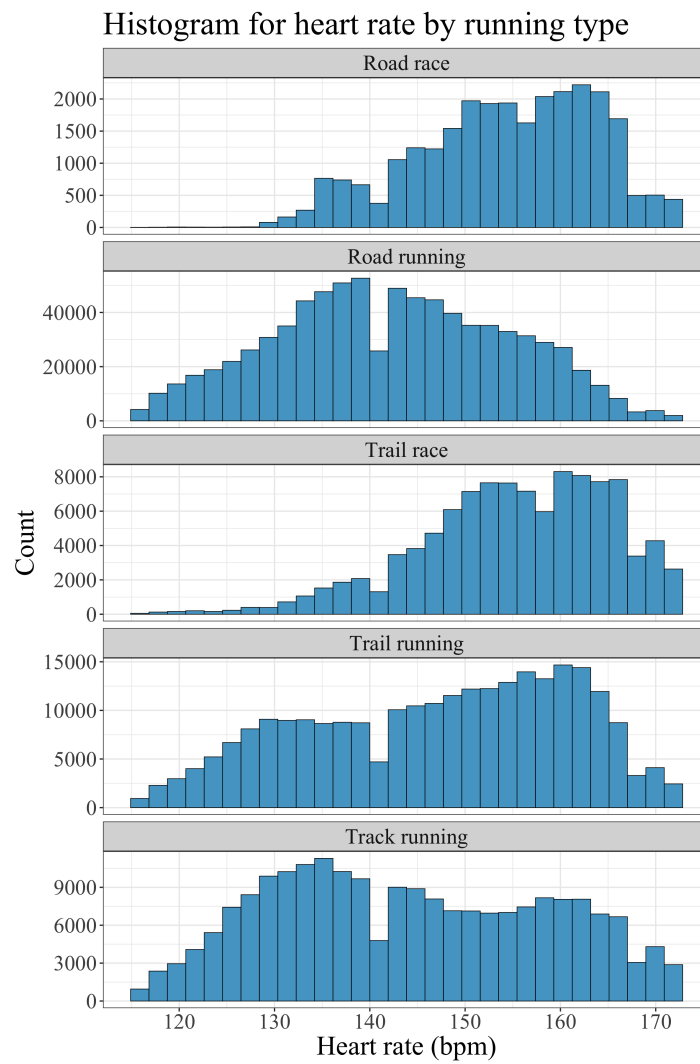 Histogram for heart rate by running type
Road race
2000
1500
1000
500
0
Road running
40000
20000
0
Trail race
8000
6000
4000
2000
0
Count
Trail running
15000
10000
5000
0
Track running
9000
6000
3000
0
120 130 140 150 160 170
Heart rate (bpm)